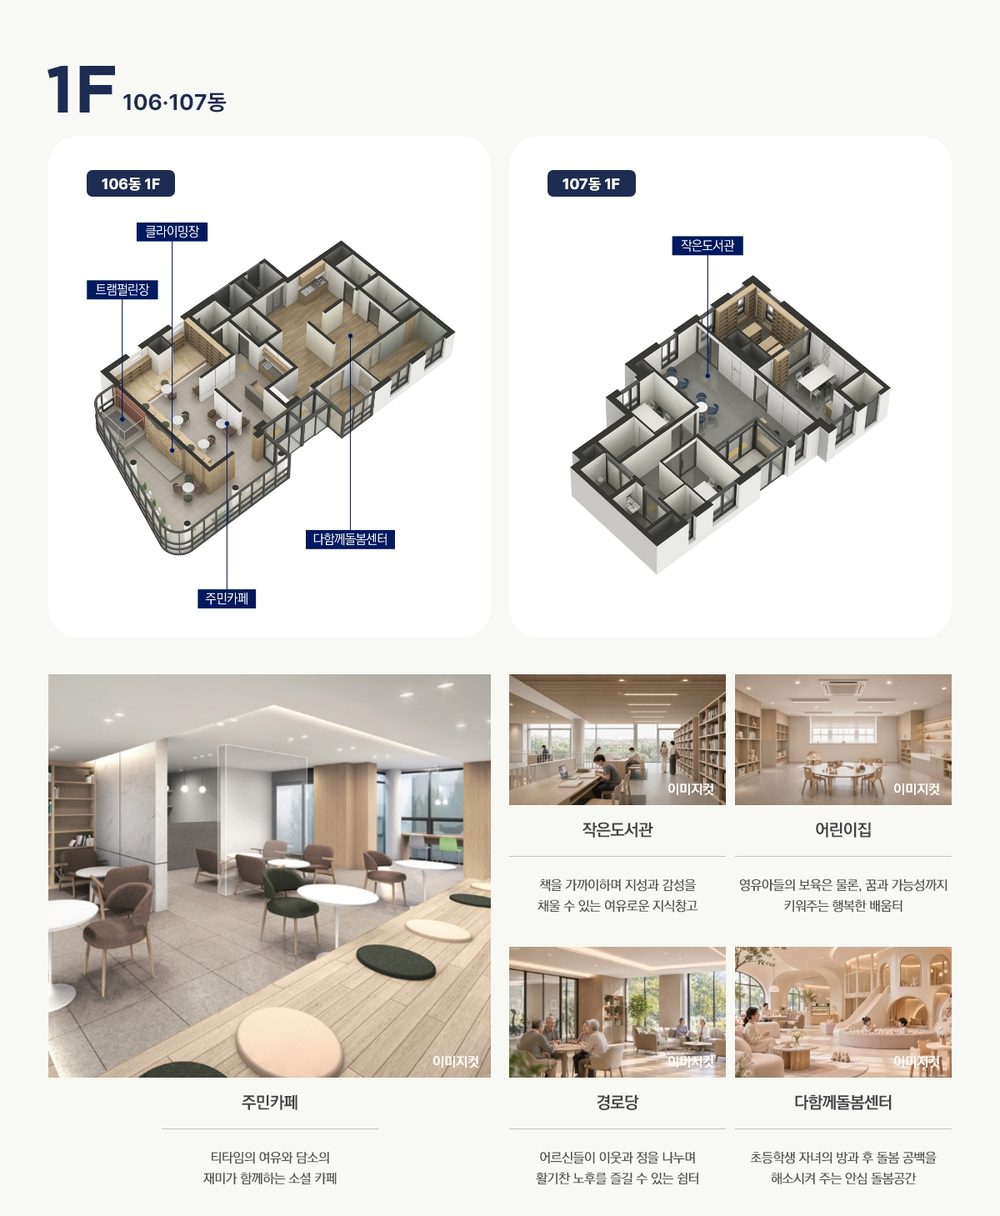 1F 106·107동
106동 1F
클라이밍장
트램펄린장
다함께돌봄센터
주민카페
107동 1F
작은도서관
이미지컷
주민카페
티타임의 여유와 담소의
재미가 함께하는 소셜 카페
이미지컷
작은도서관
책을 가까이하며 지성과 감성을
채울 수 있는 여유로운 지식창고
이미지컷
어린이집
영유아들의 보육은 물론, 꿈과 가능성까지
키워주는 행복한 배움터
이미지컷
경로당
어르신들이 이웃과 정을 나누며
활기찬 노후를 즐길 수 있는 쉼터
이미지컷
다함께돌봄센터
초등학생 자녀의 방과 후 돌봄 공백을
해소시켜 주는 안심 돌봄공간